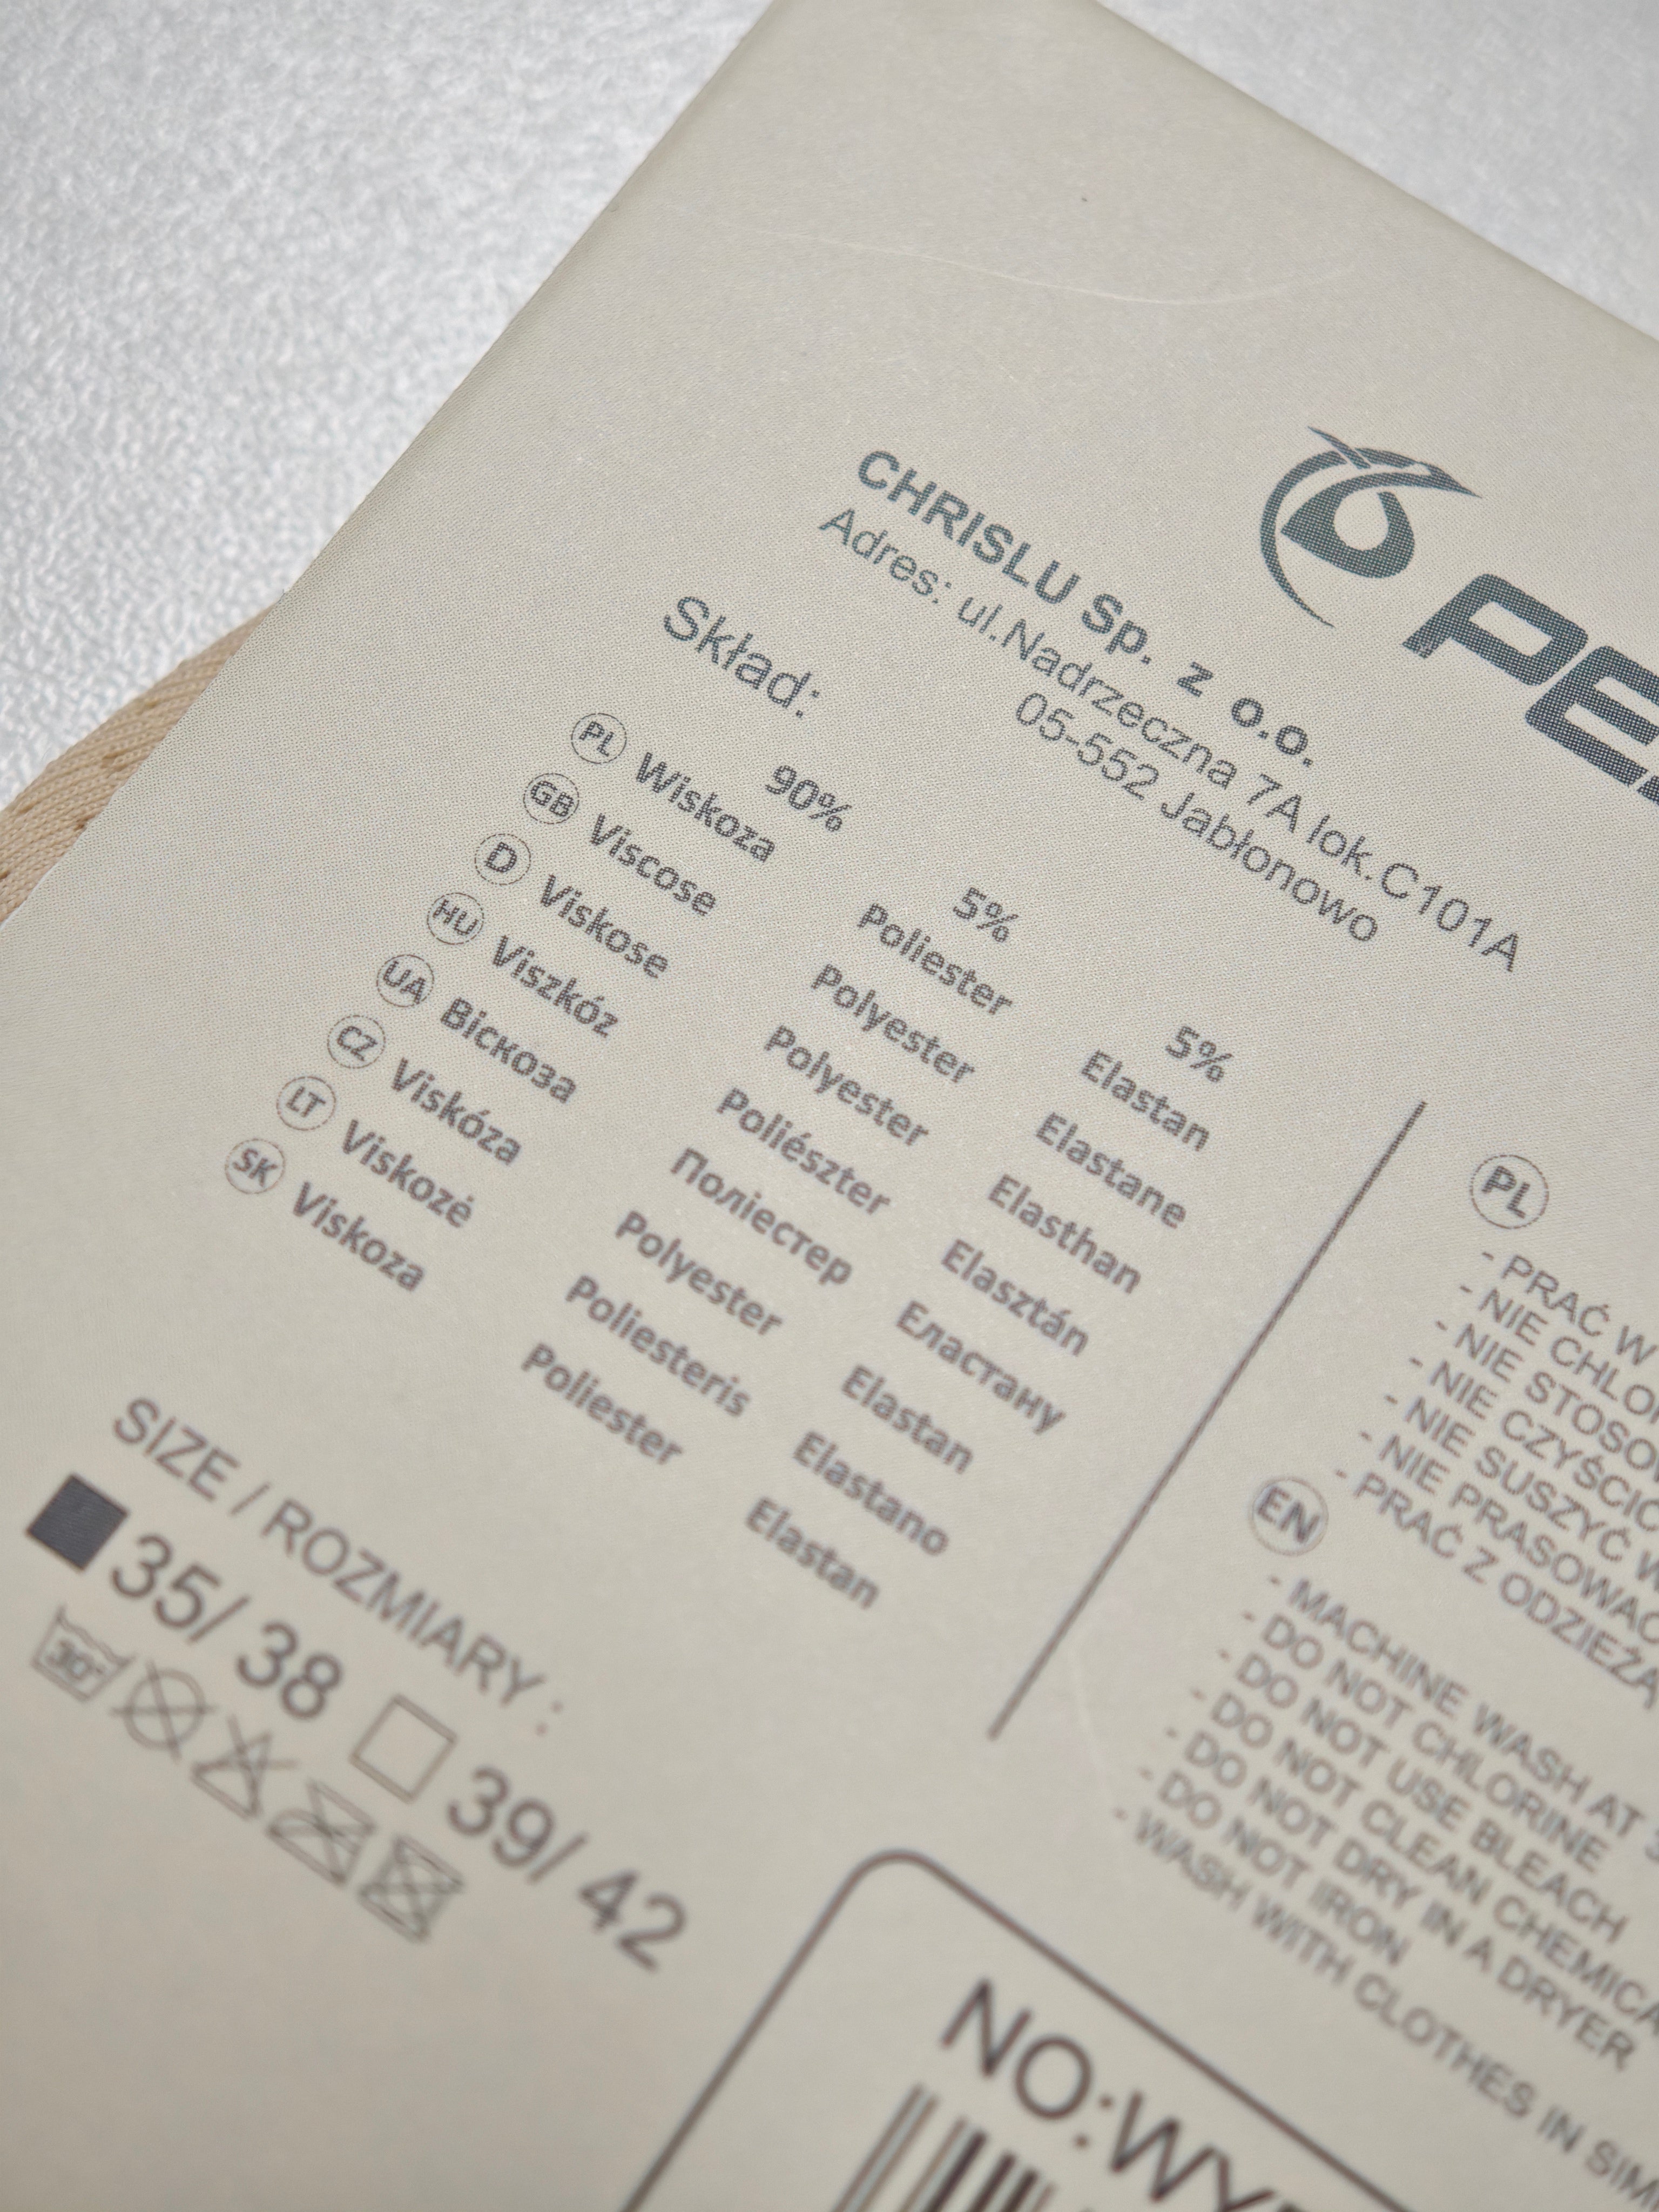 PE
CHRISLU Sp. z o.o.
Adres: ul.Nadrzeczna 7A lok.C101A
05-552 Jabłonowo
Skład:
90% 5% 5%
PL Wiskoza Poliester Elastan
GB Viscose Polyester Elastane
D Viskose Polyester Elasthan
HU Viszkóz Poliészter Elasztán
UA Віскоза Поліестер Еластану
CZ Viskóza Polyester Elastan
LT Viskozė Poliesteris Elastano
SK Viskoza Poliester Elastan
SIZE / ROZMIARY :
35/ 38 39/ 42
30°
PL
- PRAĆ W
- NIE CHLOR
- NIE STOSOW
- NIE CZYŚCIĆ
- NIE SUSZYĆ W
- NIE PRASOWAĆ
- PRAĆ Z ODZIEŻĄ
EN
- MACHINE WASH AT
- DO NOT CHLORINE
- DO NOT USE BLEACH
- DO NOT CLEAN CHEMICA
- DO NOT DRY IN A DRYER
- DO NOT IRON
- WASH WITH CLOTHES IN SIM
NO:WY